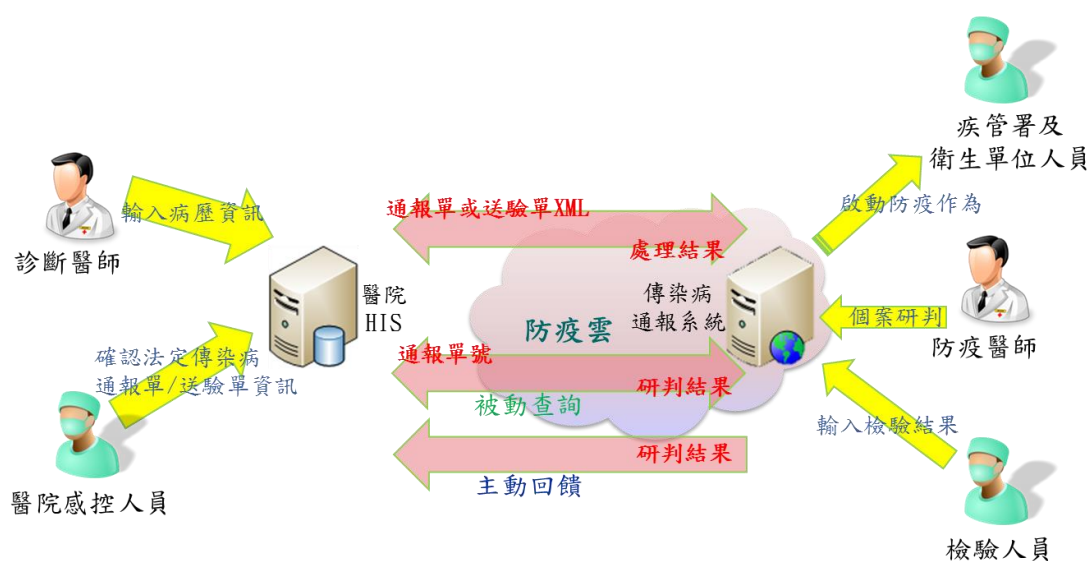 疾管署及
衛生單位人員
輸入病歷資訊
通報單或送驗單XML
啟動防疫作為
診斷醫師
處理結果
醫院
HIS
傳染病
通報系統
防疫雲
個案研判
防疫醫師
確認法定傳染病
通報單/送驗單資訊
通報單號
研判結果
被動查詢
輸入檢驗結果
研判結果
主動回饋
醫院感控人員
檢驗人員